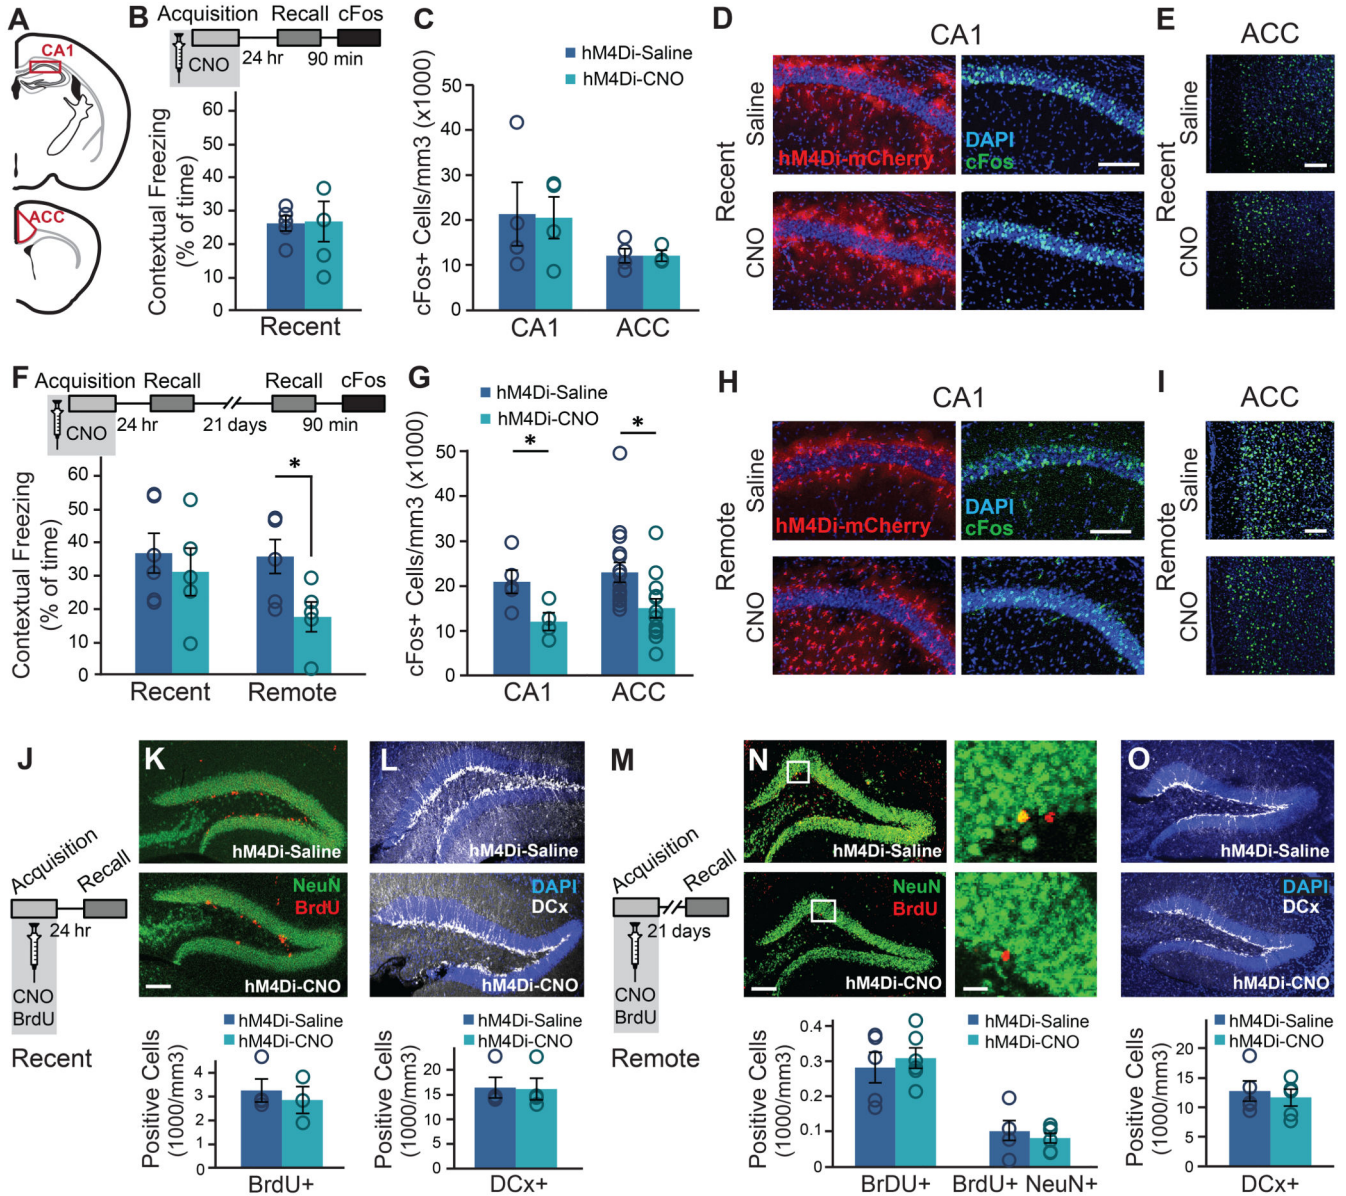 A
CA1
ACC
B
Acquisition Recall cFos
CNO
24 hr
90 min
Contextual Freezing
(% of time)
60
50
40
30
20
10
0
Recent
C
hM4Di-Saline
hM4Di-CNO
cFos+ Cells/mm3 (x1000)
50
40
30
20
10
0
CA1
ACC
D
CA1
Recent
Saline
CNO
hM4Di-mCherry
DAPI
cFos
E
ACC
Recent
Saline
CNO
F
Acquisition Recall Recall cFos
CNO
24 hr
21 days
90 min
Contextual Freezing
(% of time)
60
50
40
30
20
10
0
*
Recent
Remote
G
hM4Di-Saline
hM4Di-CNO
cFos+ Cells/mm3 (x1000)
50
40
30
20
10
0
*
*
CA1
ACC
H
CA1
Remote
Saline
CNO
hM4Di-mCherry
DAPI
cFos
I
ACC
Remote
Saline
CNO
J
Acquisition
Recall
24 hr
CNO
BrdU
Recent
K
hM4Di-Saline
NeuN
BrdU
hM4Di-CNO
hM4Di-Saline
hM4Di-CNO
Positive Cells
(1000/mm3)
4
3
2
1
0
BrdU+
L
hM4Di-Saline
DAPI
DCx
hM4Di-CNO
hM4Di-Saline
hM4Di-CNO
Positive Cells
(1000/mm3)
20
15
10
5
0
DCx+
M
Acquisition
Recall
21 days
CNO
BrdU
Remote
N
hM4Di-Saline
NeuN
BrdU
hM4Di-CNO
hM4Di-Saline
hM4Di-CNO
Positive Cells
(1000/mm3)
0.4
0.3
0.2
0.1
0
BrDU+
BrdU+ NeuN+
O
hM4Di-Saline
DAPI
DCx
hM4Di-CNO
hM4Di-Saline
hM4Di-CNO
Positive Cells
(1000/mm3)
20
15
10
5
0
DCx+